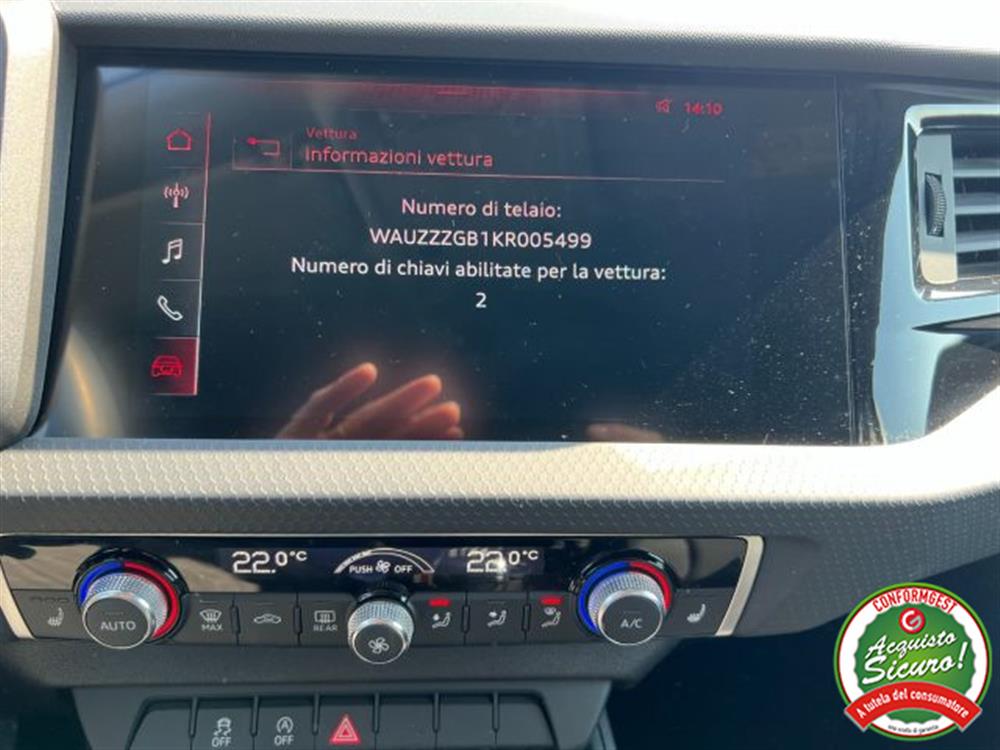 14:10
Vettura
Informazioni vettura
Numero di telaio:
WAUZZZGB1KR005499
Numero di chiavi abilitate per la vettura:
2
22.0°C
PUSH OFF
22.0°C
AUTO
MAX
REAR
A/C
OFF
OFF
CONFORMGEST
G
Acquisto
Sicuro!
A tutela del consumatore